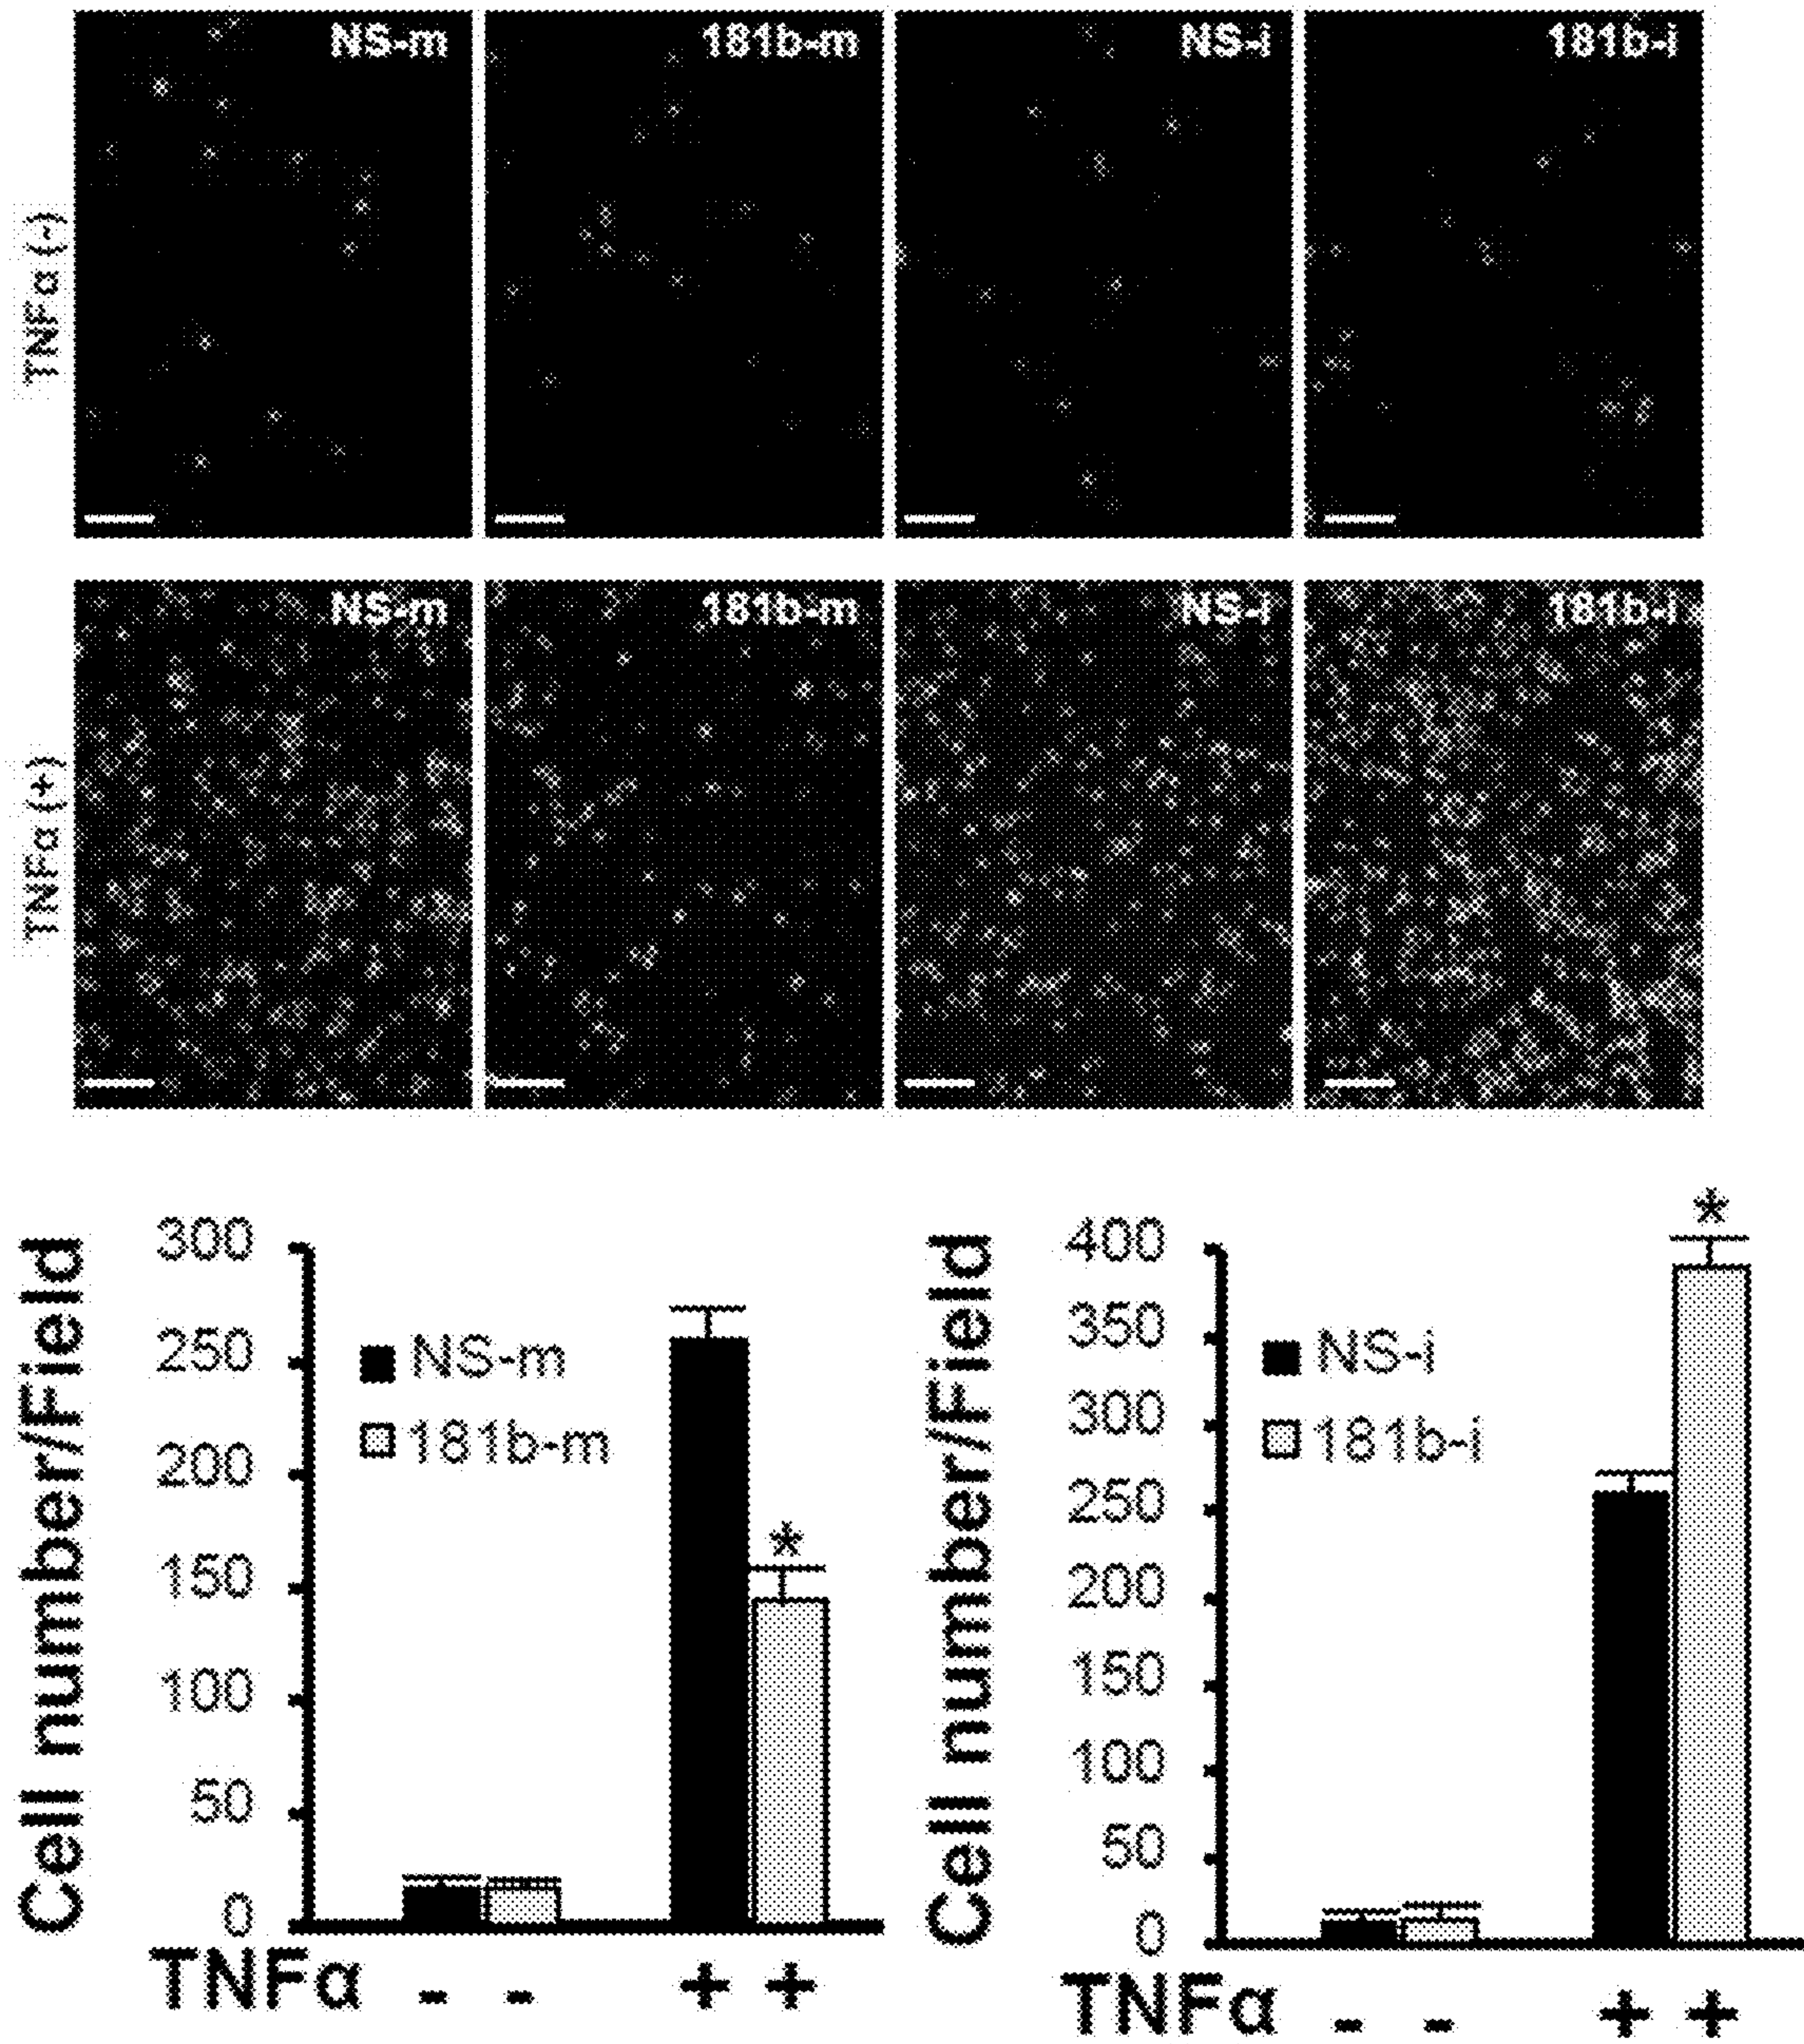 NS-m 181b-m NS-i 181b-i
TNFα (-)
NS-m 181b-m NS-i 181b-i
TNFα (+)
Cell number/Field
300
250
200
150
100
50
0
NS-m
181b-m
*
TNFα - - + +
Cell number/Field
400
350
300
250
200
150
100
50
0
NS-i
181b-i
*
TNFα - - + +